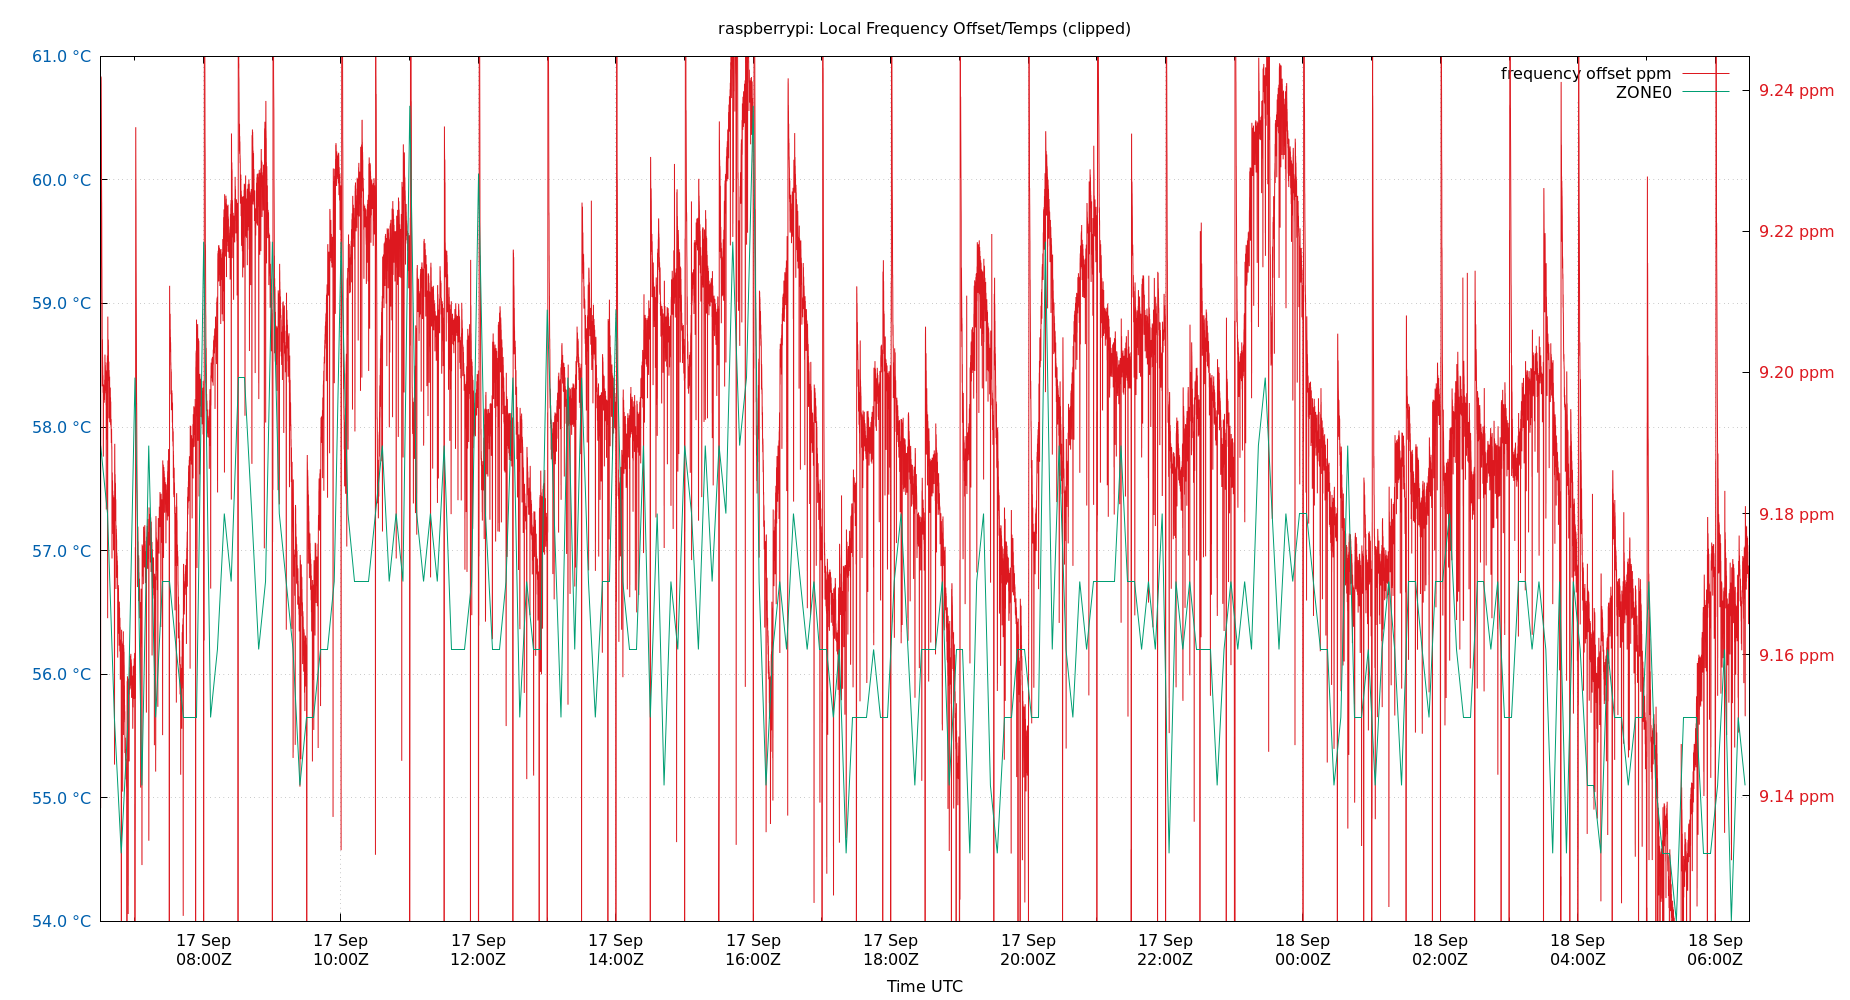 raspberrypi: Local Frequency Offset/Temps (clipped)
frequency offset ppm
ZONE0
61.0 °C
60.0 °C
59.0 °C
58.0 °C
57.0 °C
56.0 °C
55.0 °C
54.0 °C
9.24 ppm
9.22 ppm
9.20 ppm
9.18 ppm
9.16 ppm
9.14 ppm
17 Sep 17 Sep 17 Sep 17 Sep 17 Sep 17 Sep 17 Sep 17 Sep 18 Sep 18 Sep 18 Sep 18 Sep
08:00Z 10:00Z 12:00Z 14:00Z 16:00Z 18:00Z 20:00Z 22:00Z 00:00Z 02:00Z 04:00Z 06:00Z
Time UTC